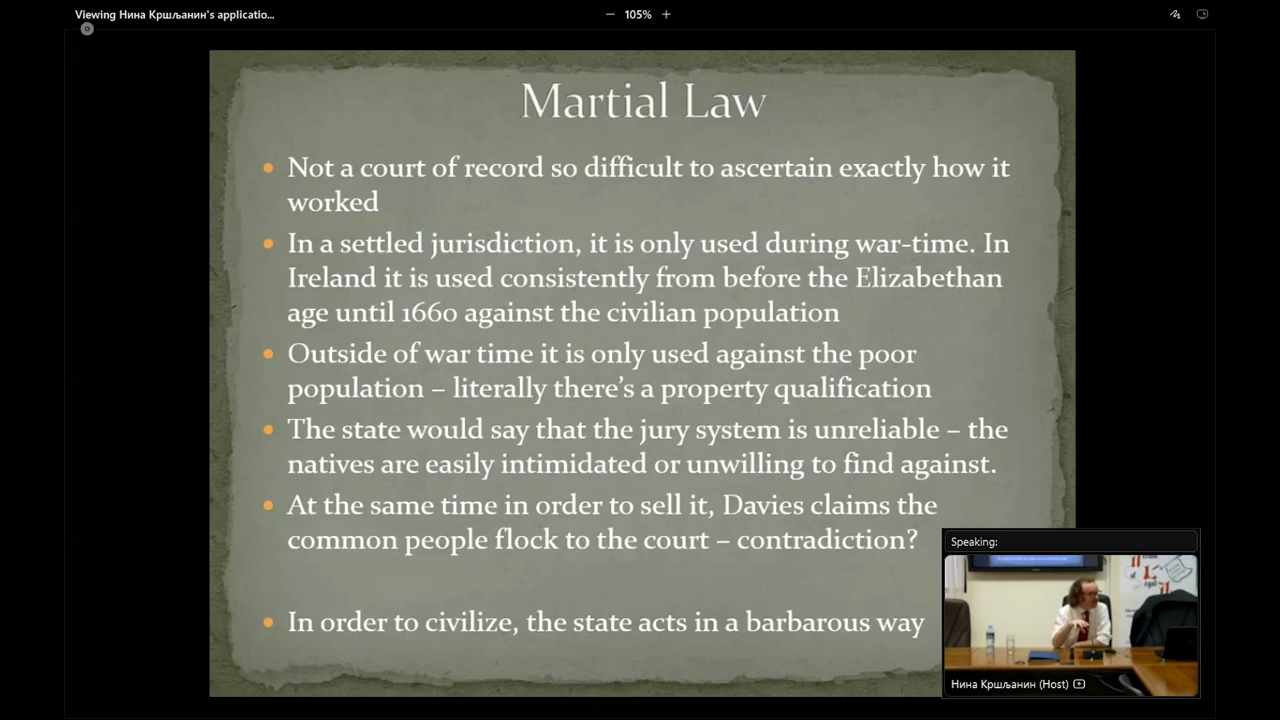 Viewing Нина Кршљанин's applicatio...
105%
Martial Law
Not a court of record so difficult to ascertain exactly how it
worked
In a settled jurisdiction, it is only used during war-time. In
Ireland it is used consistently from before the Elizabethan
age until 1660 against the civilian population
Outside of war time it is only used against the poor
population – literally there's a property qualification
The state would say that the jury system is unreliable – the
natives are easily intimidated or unwilling to find against.
At the same time in order to sell it, Davies claims the
common people flock to the court – contradiction?
In order to civilize, the state acts in a barbarous way
Speaking:
Нина Кршљанин (Host)